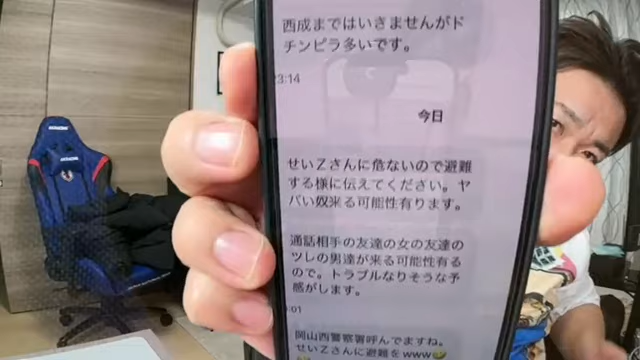 西成まではいきませんがド
チンピラ多いです。
23:14
今日
せいZさんに危ないので避難
する様に伝えてください。ヤ
バい奴来る可能性有ります。
通話相手の友達の女の友達の
ツレの男達が来る可能性有る
ので。トラブルなりそうな予
感がします。
:01
岡山西警察呼んでますね。
せいZさんに避難をwww